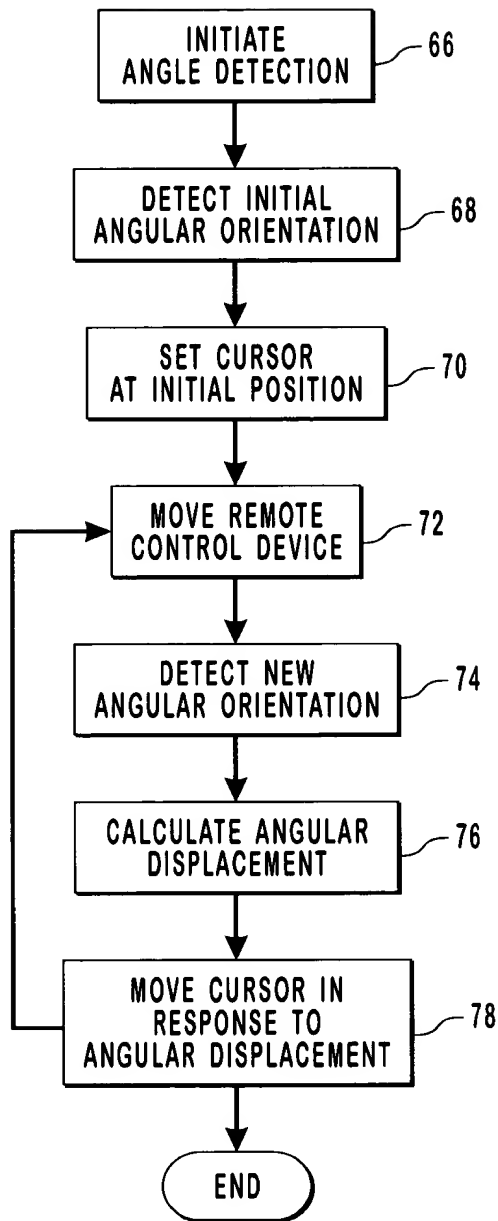 INITIATE
ANGLE DETECTION
66
DETECT INITIAL
ANGULAR ORIENTATION
68
SET CURSOR
AT INITIAL POSITION
70
MOVE REMOTE
CONTROL DEVICE
72
DETECT NEW
ANGULAR ORIENTATION
74
CALCULATE ANGULAR
DISPLACEMENT
76
MOVE CURSOR IN
RESPONSE TO
ANGULAR DISPLACEMENT
78
END